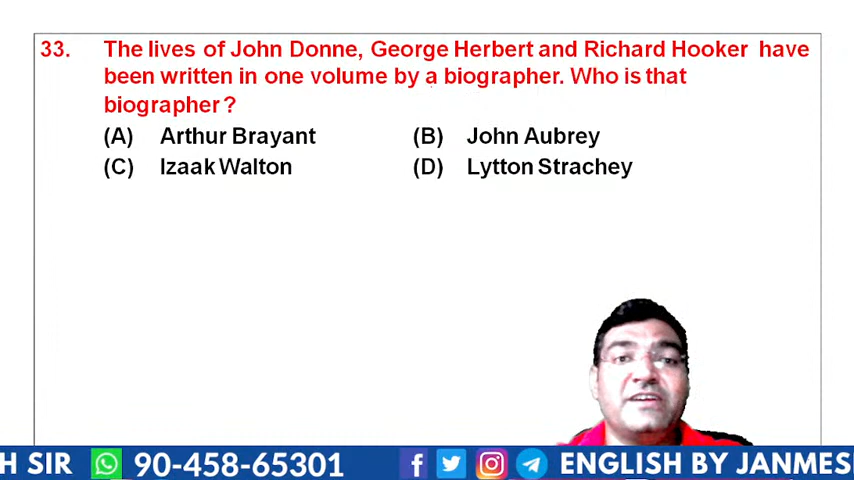 33. The lives of John Donne, George Herbert and Richard Hooker have
been written in one volume by a biographer. Who is that
biographer?
(A) Arthur Brayant (B) John Aubrey
(C) Izaak Walton (D) Lytton Strachey
H SIR 90-458-65301 ENGLISH BY JANMES